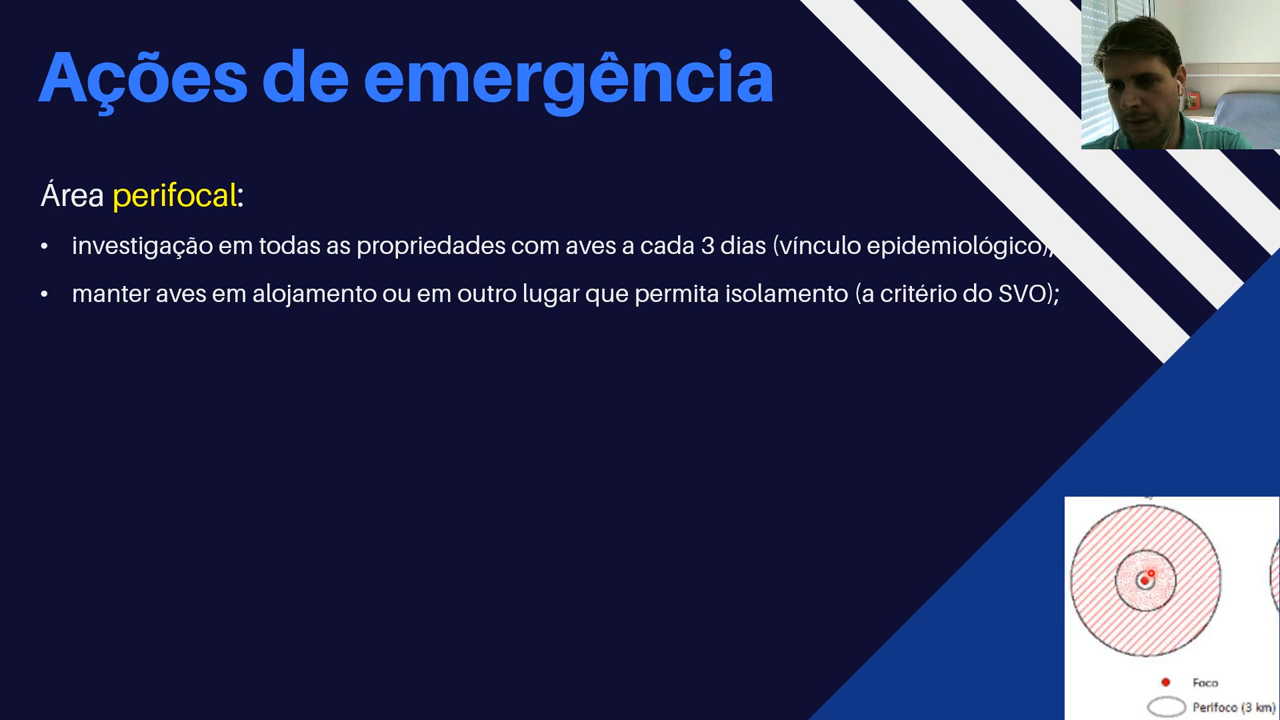 Ações de emergência
Área perifocal:
• investigação em todas as propriedades com aves a cada 3 dias (vínculo epidemiológico);
• manter aves em alojamento ou em outro lugar que permita isolamento (a critério do SVO);
Foco
Perifoco (3 km)